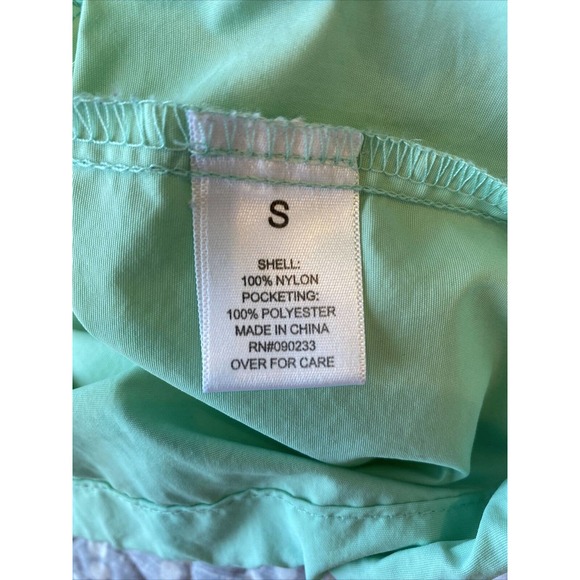 S
SHELL:
100% NYLON
POCKETING:
100% POLYESTER
MADE IN CHINA
RN#090233
OVER FOR CARE